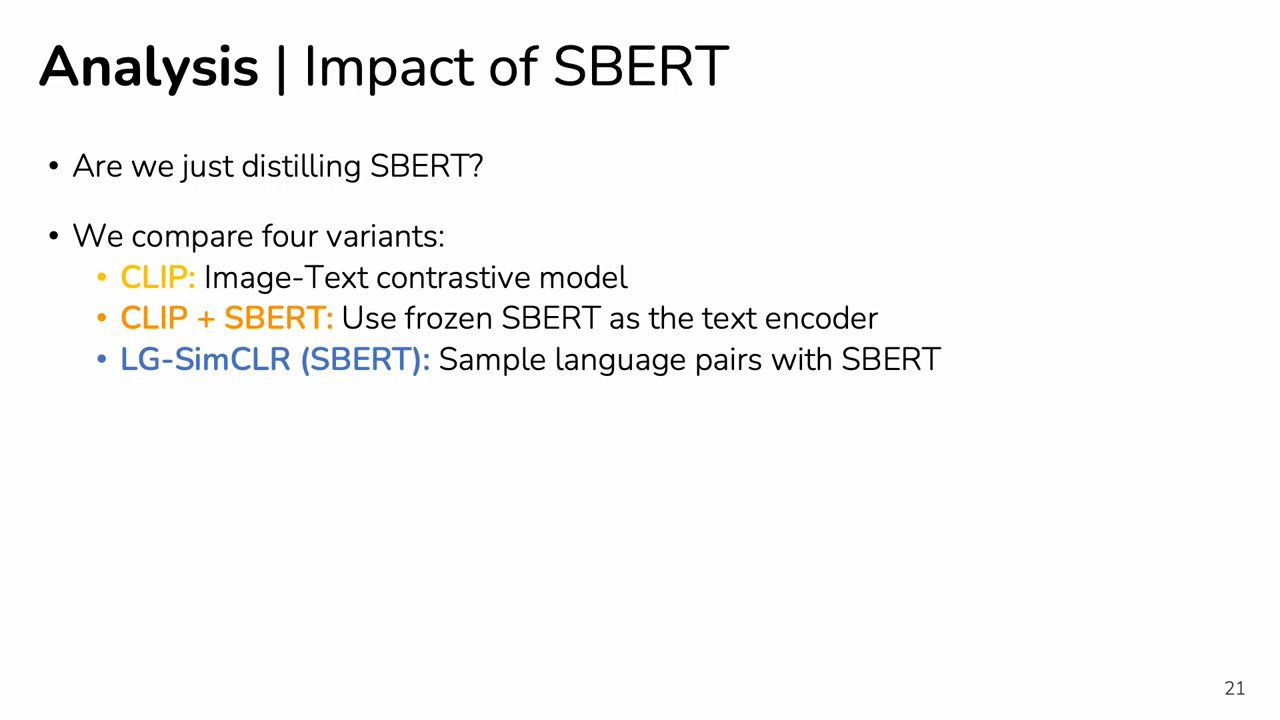 Analysis | Impact of SBERT
• Are we just distilling SBERT?
• We compare four variants:
• CLIP: Image-Text contrastive model
• CLIP + SBERT: Use frozen SBERT as the text encoder
• LG-SimCLR (SBERT): Sample language pairs with SBERT
21